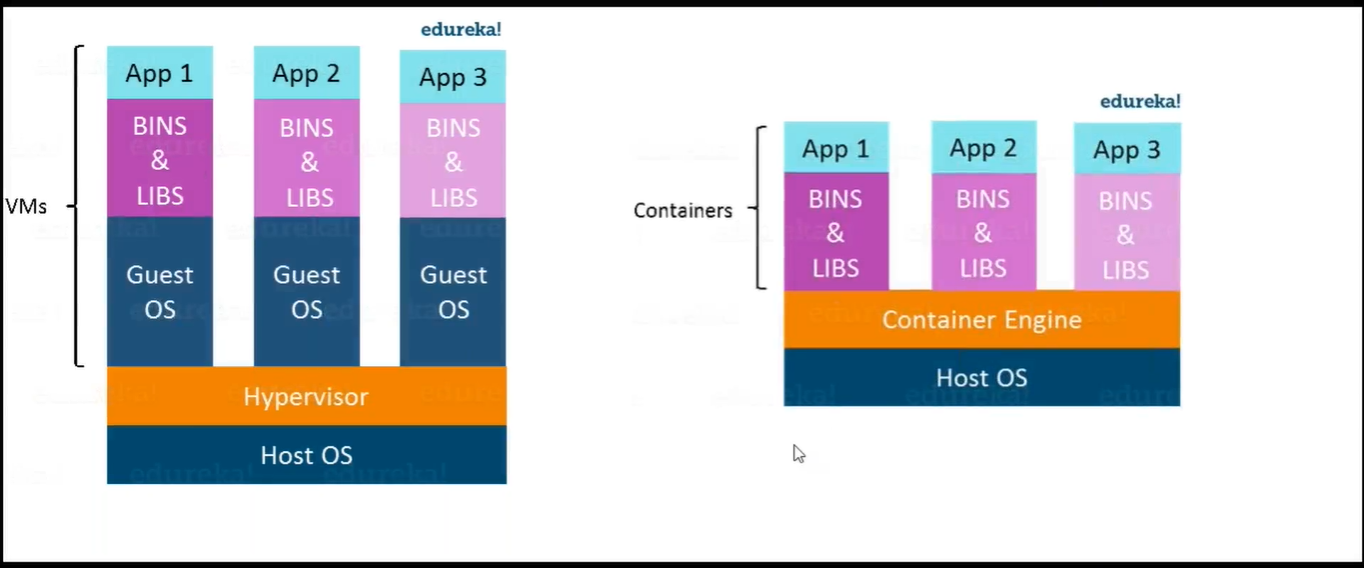 edureka!
VMs
App 1
BINS
&
LIBS
Guest
OS
App 2
BINS
&
LIBS
Guest
OS
App 3
BINS
&
LIBS
Guest
OS
Hypervisor
Host OS
edureka!
Containers
App 1
BINS
&
LIBS
App 2
BINS
&
LIBS
App 3
BINS
&
LIBS
Container Engine
Host OS